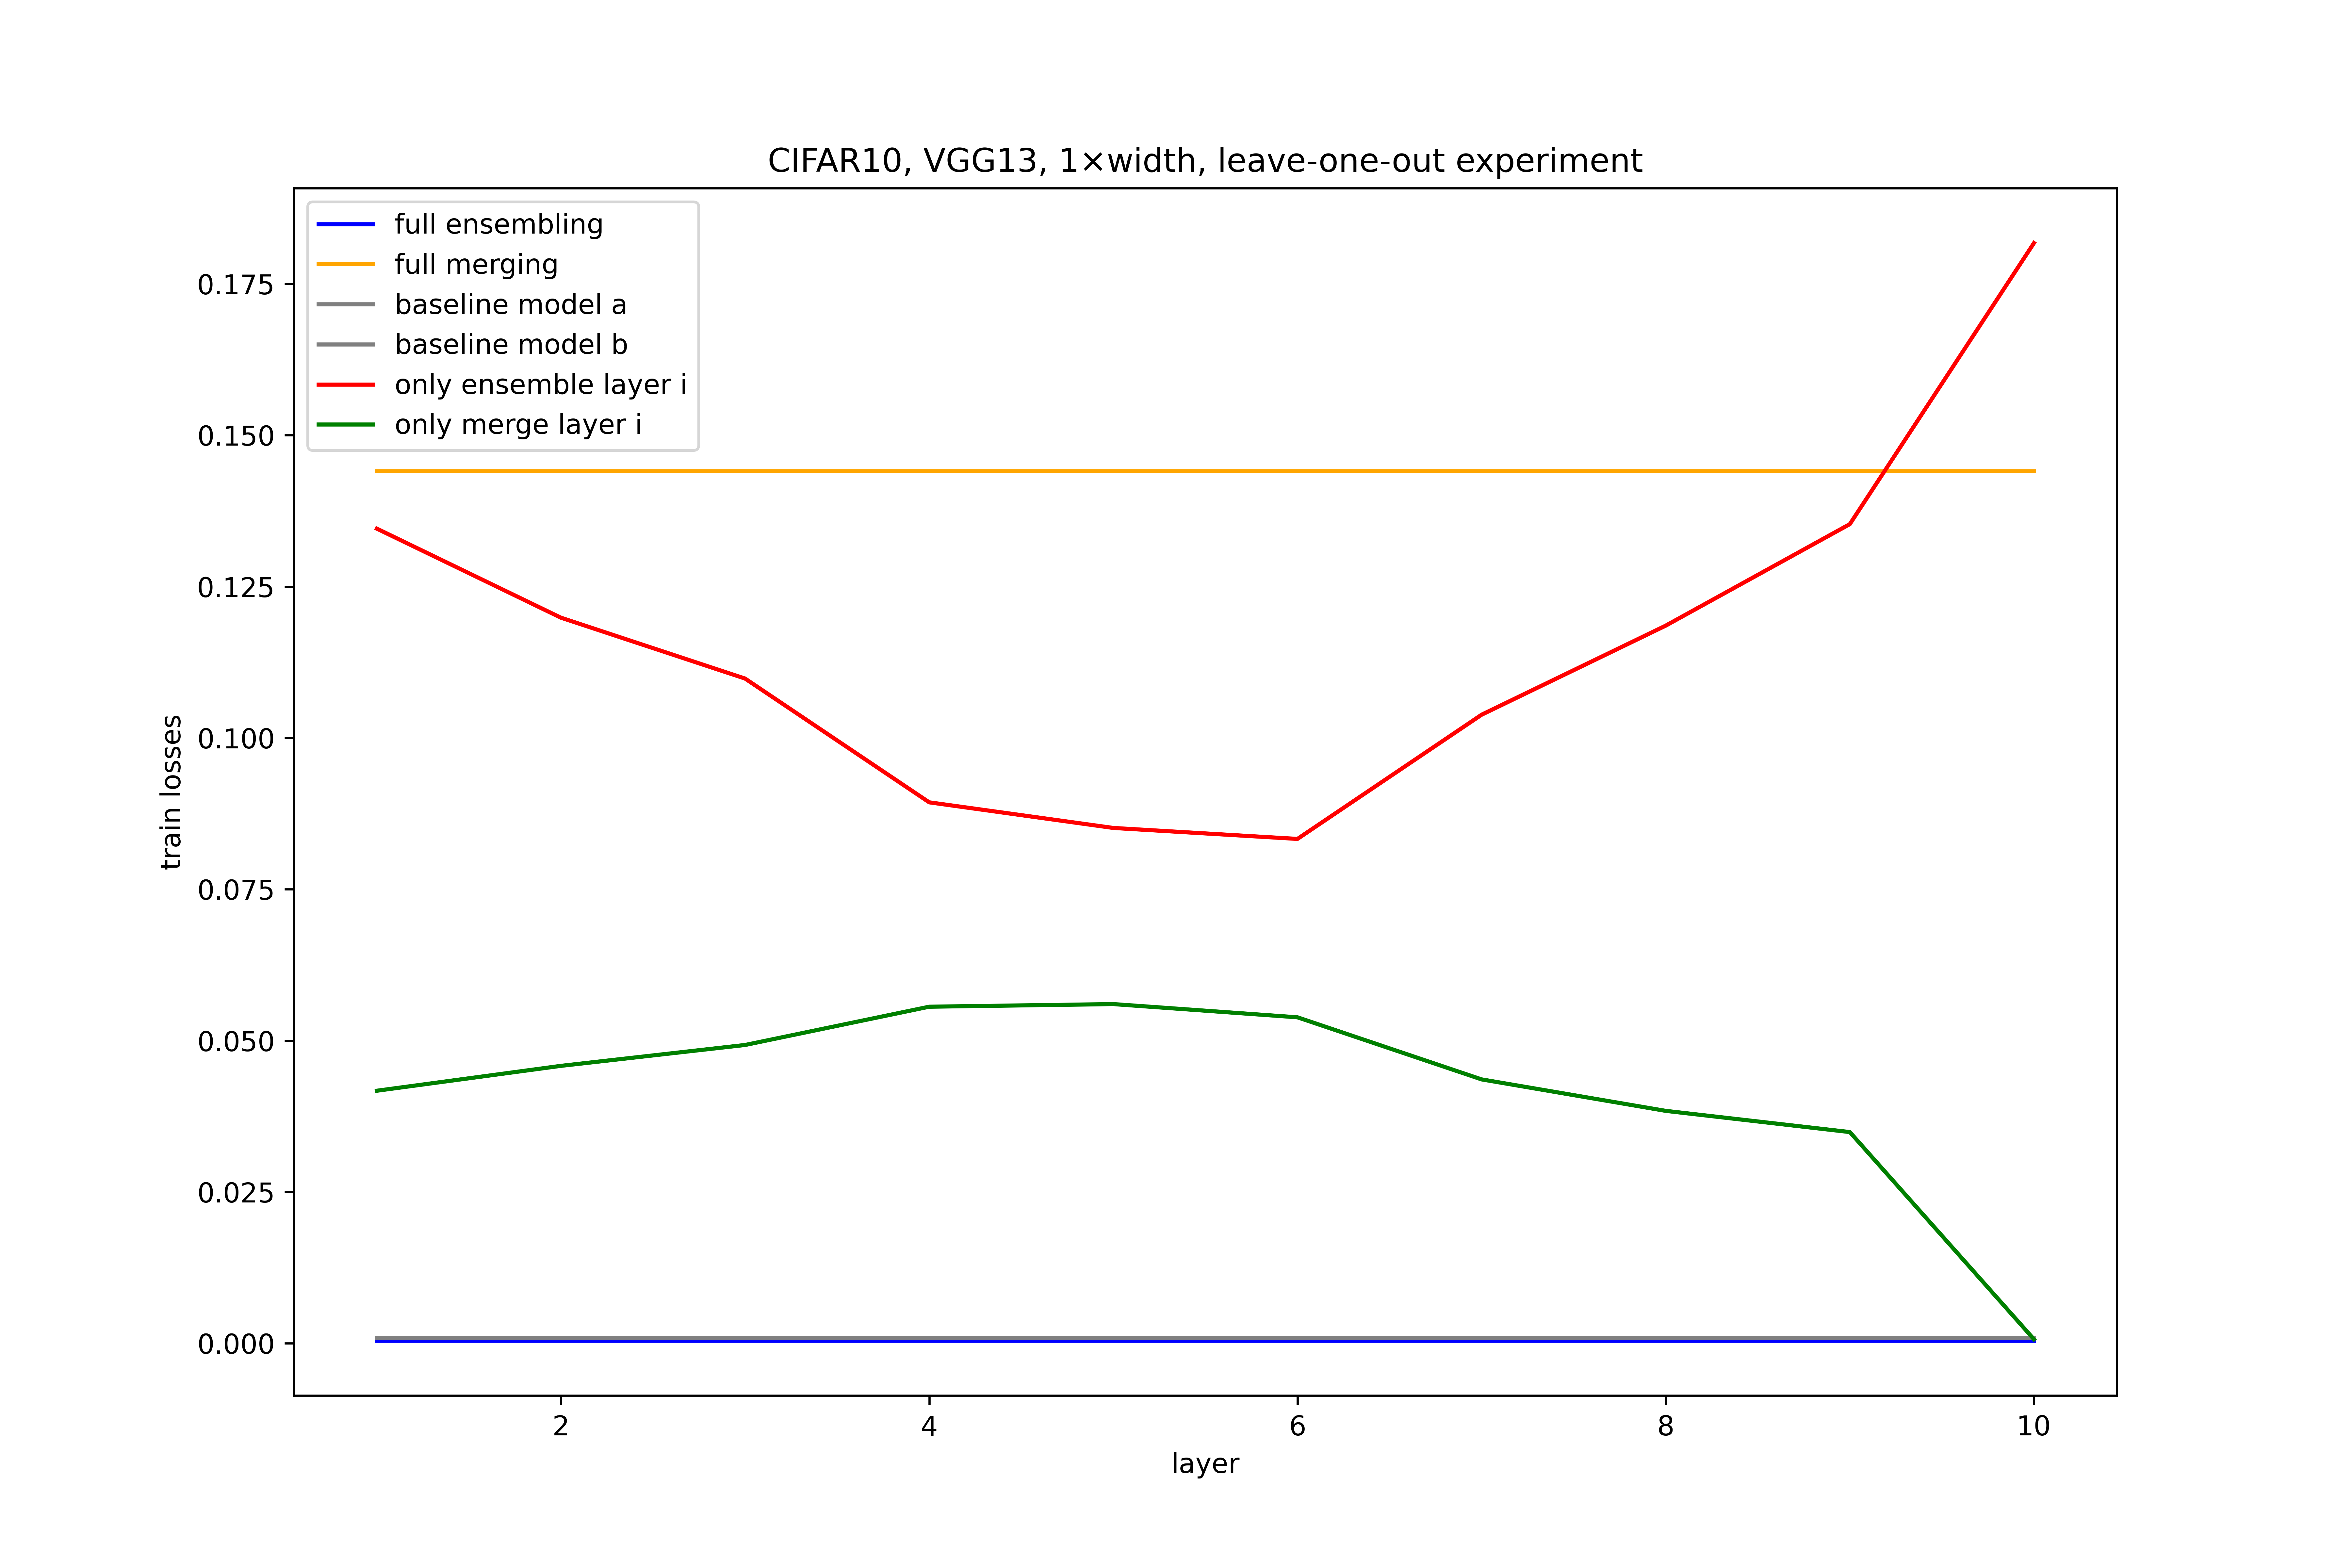 CIFAR10, VGG13, 1×width, leave-one-out experiment
full ensembling
full merging
baseline model a
baseline model b
only ensemble layer i
only merge layer i
train losses
0.175
0.150
0.125
0.100
0.075
0.050
0.025
0.000
2 4 6 8 10
layer